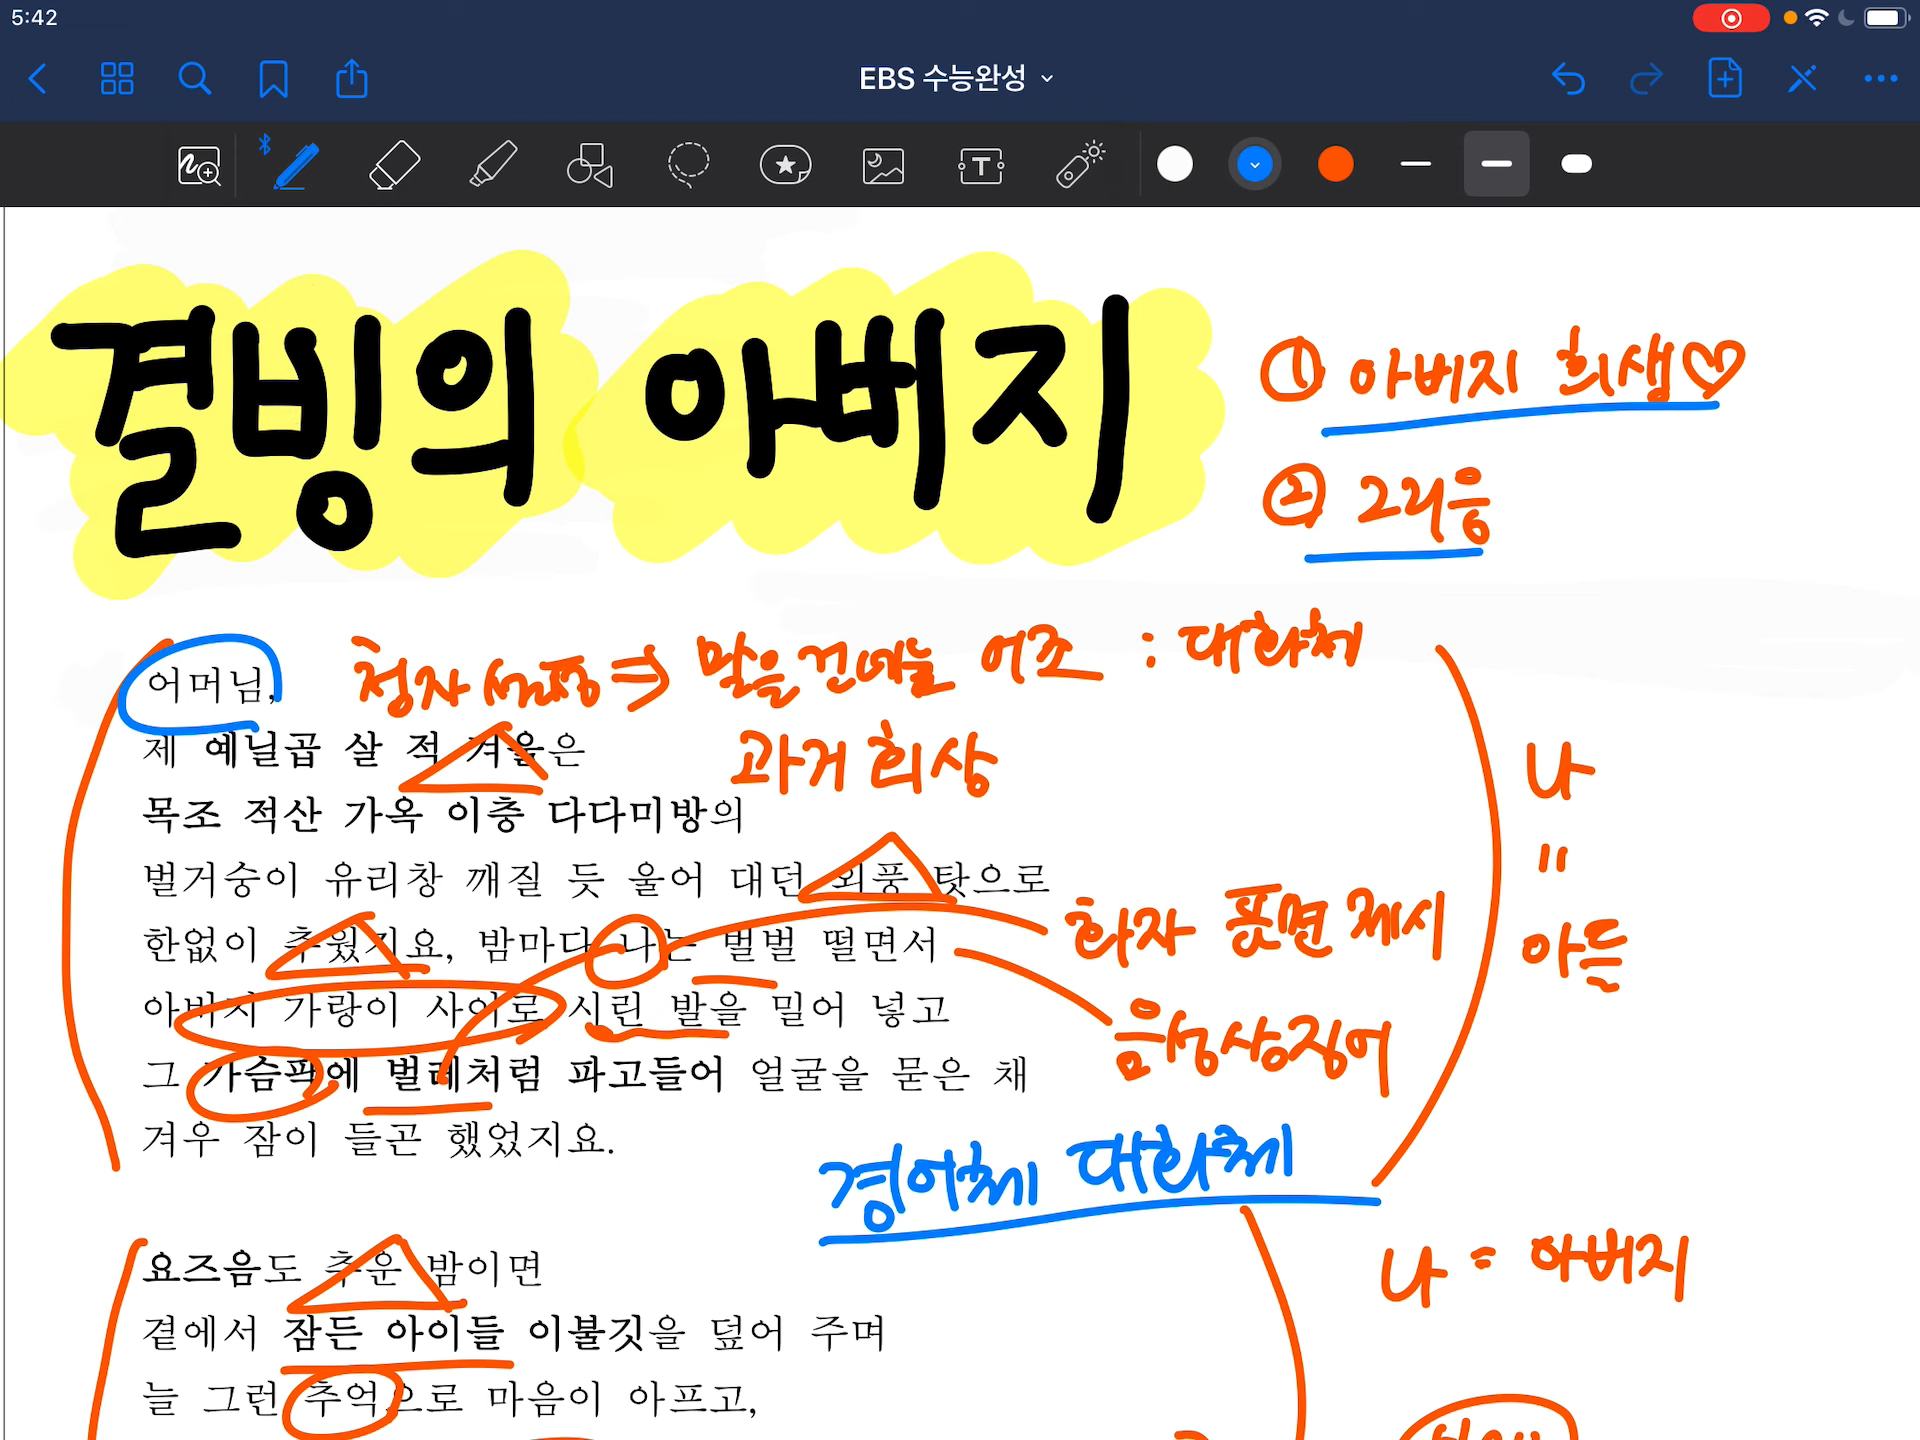 5:42
EBS 수능완성
결빙의 아버지
① 아버지 희생♡
② 그리움
어머님,
청자 설정 ⇒ 말을 건네는 어조 : 대화체
제 예닐곱 살 적 겨울은
과거 회상
목조 적산 가옥 이층 다다미방의
벌거숭이 유리창 깨질 듯 울어 대던 외풍 탓으로
한없이 추웠지요, 밤마다 나는 벌벌 떨면서
화자 표면 제시
아버지 가랑이 사이로 시린 발을 밀어 넣고
음성상징어
그 가슴팍에 벌레처럼 파고들어 얼굴을 묻은 채
겨우 잠이 들곤 했었지요.
나
=
아들
경어체 대화체
요즈음도 추운 밤이면
나 = 아버지
곁에서 잠든 아이들 이불깃을 덮어 주며
늘 그런 추억으로 마음이 아프고,